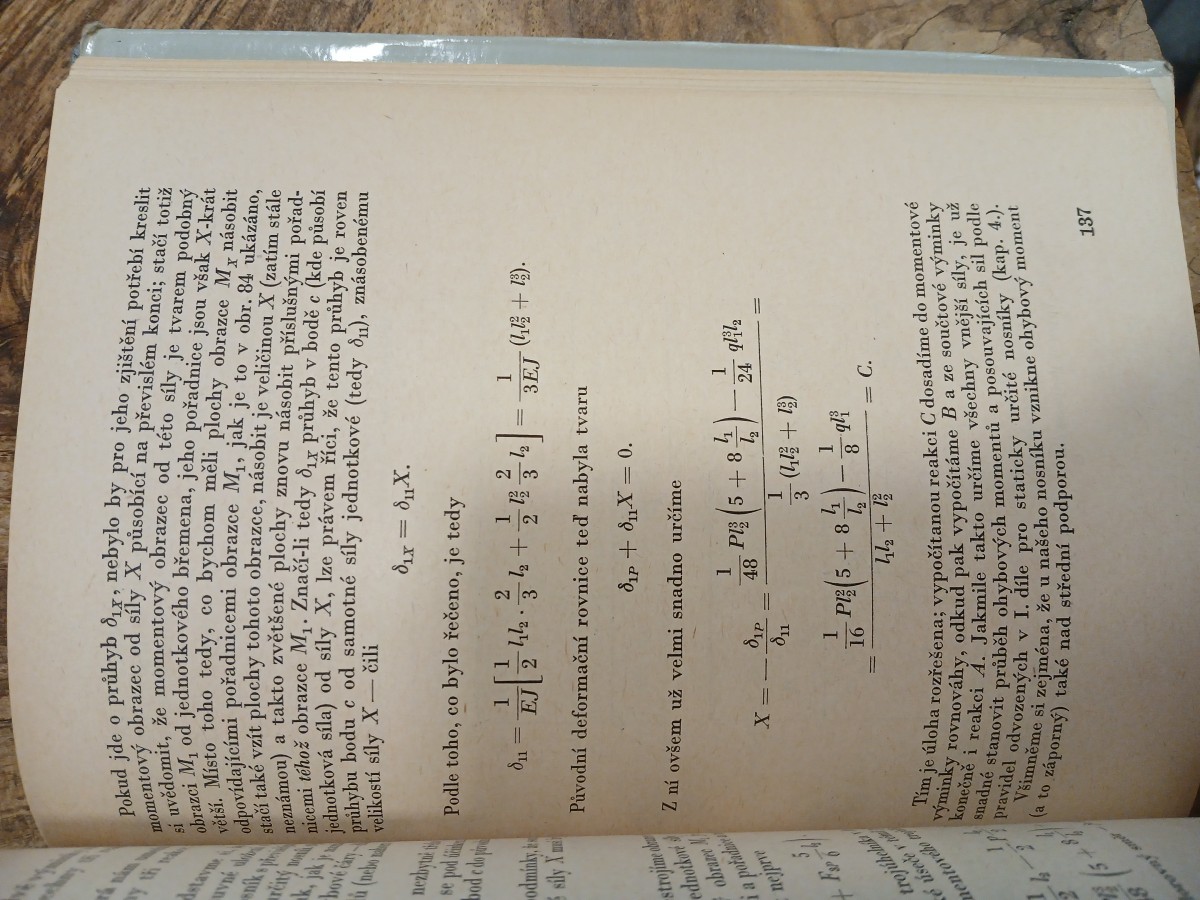 Pokud jde o průhyb δ₁ₓ, nebylo by pro jeho zjištění potřebí kreslit
momentový obrazec od síly X působící na převislém konci; stačí totiž
si uvědomit, že momentový obrazec od této síly je tvarem podobný
obrazci M₁ od jednotkového břemena, jeho pořadnice jsou však X-krát
větší. Místo toho tedy, co bychom měli plochy obrazce Mₓ násobit
odpovídajícími pořadnicemi obrazce M₁, jak je to v obr. 84 ukázáno,
stačí také vzít plochy tohoto obrazce, násobit je veličinou X (zatím stále
neznámou) a takto zvětšené plochy znovu násobit příslušnými pořad-
nicemi téhož obrazce M₁. Značí-li tedy δ₁ₓ průhyb v bodě c (kde působí
jednotková síla) od síly X, lze právem říci, že tento průhyb je roven
průhybu bodu c od samotné síly jednotkové (tedy δ₁₁), znásobenému
velikostí síly X — čili
δ₁ₓ = δ₁₁X.
Podle toho, co bylo řečeno, je tedy
δ₁₁ = 1/EJ [1/2 l₁l₂ · 2/3 l₂ + 1/2 l₂² 2/3 l₂] = 1/3EJ (l₁l₂² + l₂³).
Původní deformační rovnice teď nabyla tvaru
δ₁P + δ₁₁X = 0.
Z ní ovšem už velmi snadno určíme
X = − δ₁P/δ₁₁ = (1/48 Pl₂³ (5 + 8 l₁/l₂) − 1/24 ql₁³l₂) / (1/3 (l₁l₂² + l₂³)) =
= (1/16 Pl₂² (5 + 8 l₁/l₂) − 1/8 ql₁³) / (l₁l₂ + l₂²) = C.
Tím je úloha rozřešena; vypočítanou reakci C dosadíme do momentové
výminky rovnováhy, odkud pak vypočítáme B a ze součtové výminky
konečně i reakci A. Jakmile takto určíme všechny vnější síly, je už
snadné stanovit průběh ohybových momentů a posouvajících sil podle
pravidel odvozených v I. díle pro staticky určité nosníky (kap. 4.).
Všimněme si zejména, že u našeho nosníku vznikne ohybový moment
(a to záporný) také nad střední podporou.
137